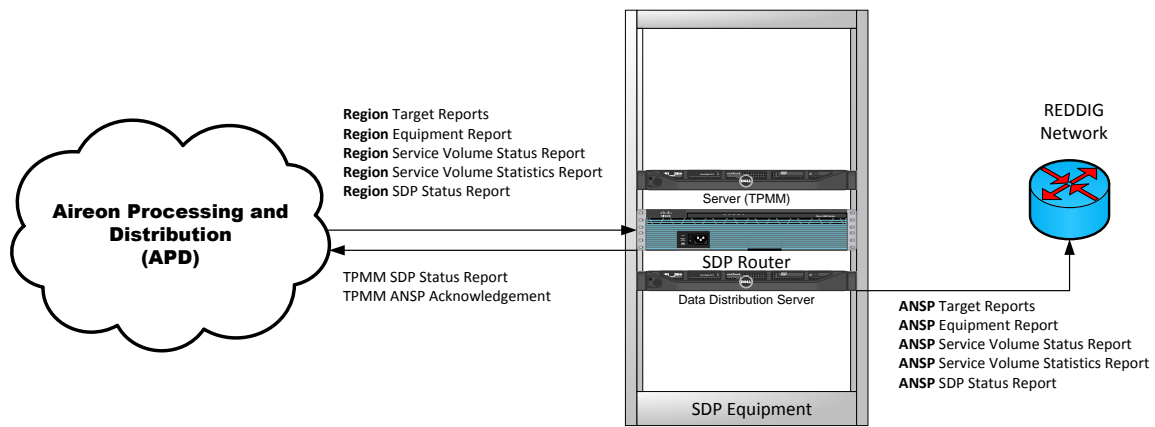 Region Target Reports
Region Equipment Report
Region Service Volume Status Report
Region Service Volume Statistics Report
Region SDP Status Report
Aireon Processing and
Distribution
(APD)
TPMM SDP Status Report
TPMM ANSP Acknowledgement
DELL
Server (TPMM)
SDP Router
DELL
Data Distribution Server
SDP Equipment
REDDIG
Network
ANSP Target Reports
ANSP Equipment Report
ANSP Service Volume Status Report
ANSP Service Volume Statistics Report
ANSP SDP Status Report